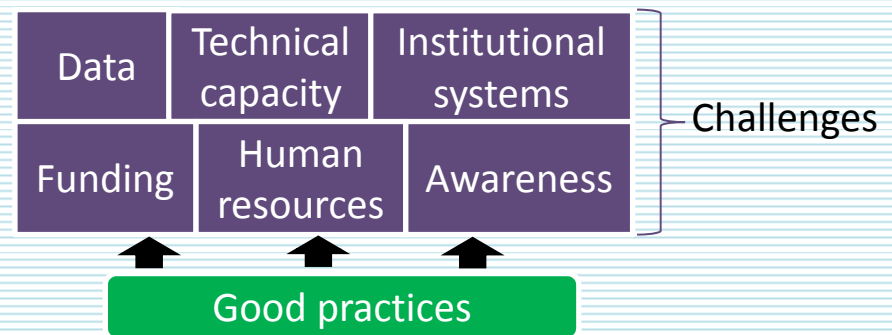 Data
Technical
capacity
Institutional
systems
Challenges
Funding
Human
resources
Awareness
Good practices